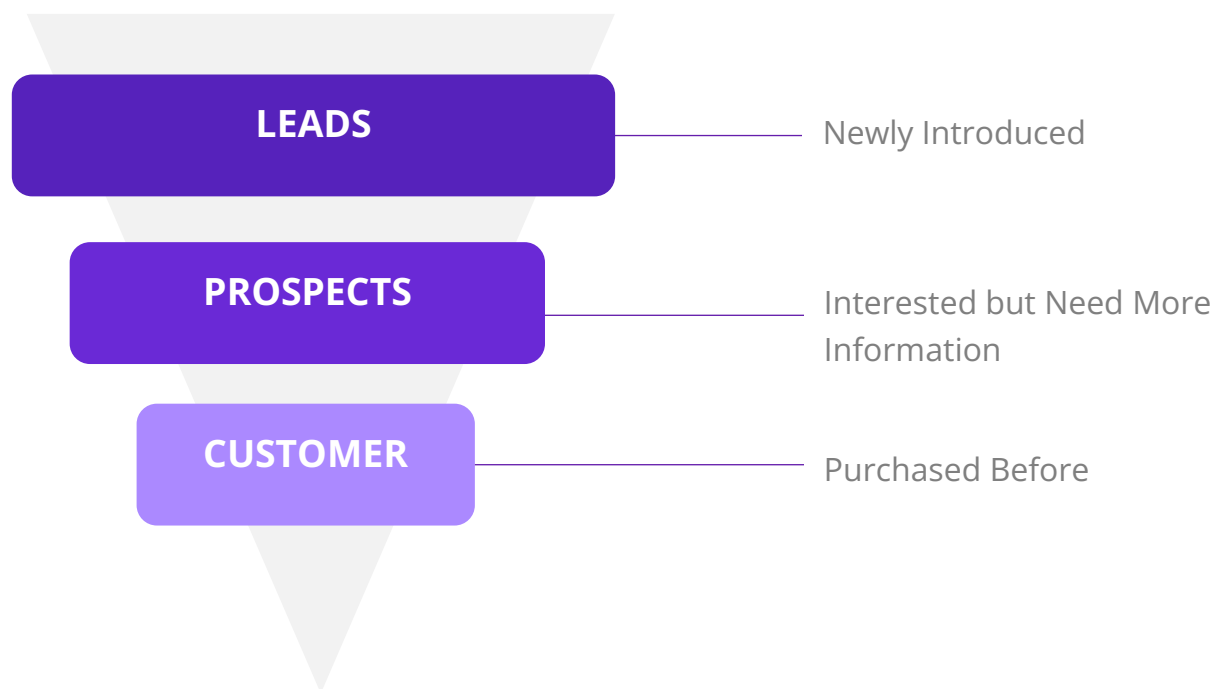 LEADS
Newly Introduced
PROSPECTS
Interested but Need More
Information
CUSTOMER
Purchased Before